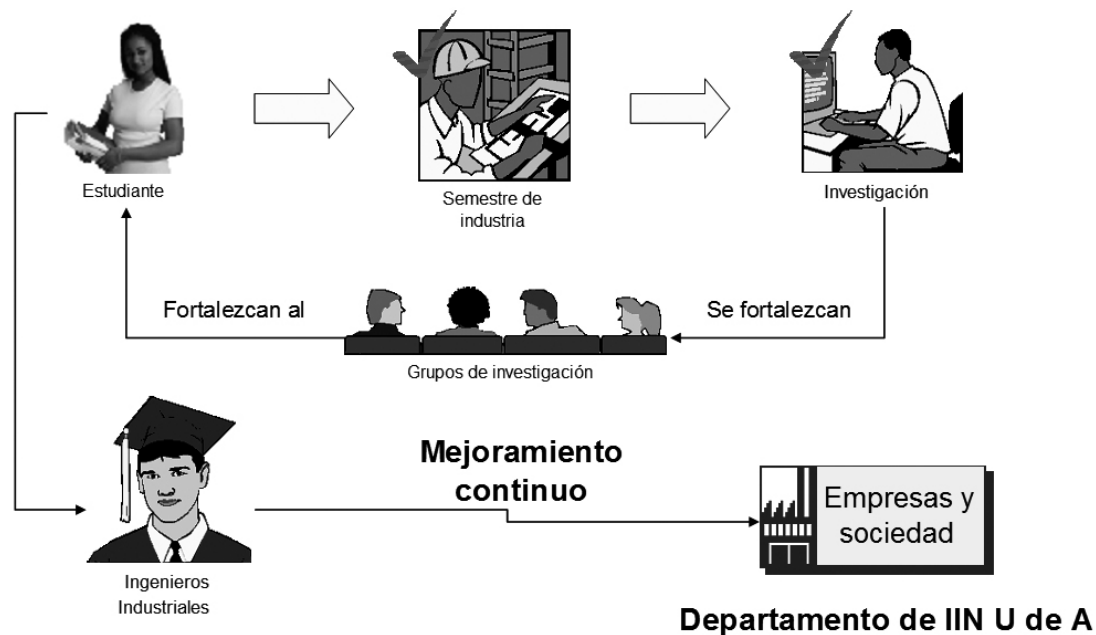 Estudiante
Semestre de
industria
Investigación
Fortalezcan al
Se fortalezcan
Grupos de investigación
Mejoramiento
continuo
Empresas y
sociedad
Ingenieros
Industriales
Departamento de IIN U de A